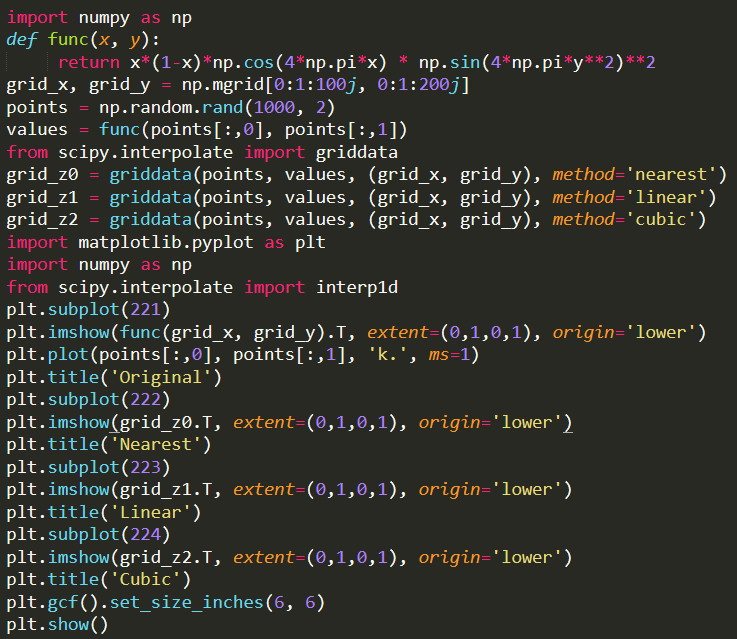 import numpy as np
def func(x, y):
    return x*(1-x)*np.cos(4*np.pi*x) * np.sin(4*np.pi*y**2)**2
grid_x, grid_y = np.mgrid[0:1:100j, 0:1:200j]
points = np.random.rand(1000, 2)
values = func(points[:,0], points[:,1])
from scipy.interpolate import griddata
grid_z0 = griddata(points, values, (grid_x, grid_y), method='nearest')
grid_z1 = griddata(points, values, (grid_x, grid_y), method='linear')
grid_z2 = griddata(points, values, (grid_x, grid_y), method='cubic')
import matplotlib.pyplot as plt
import numpy as np
from scipy.interpolate import interp1d
plt.subplot(221)
plt.imshow(func(grid_x, grid_y).T, extent=(0,1,0,1), origin='lower')
plt.plot(points[:,0], points[:,1], 'k.', ms=1)
plt.title('Original')
plt.subplot(222)
plt.imshow(grid_z0.T, extent=(0,1,0,1), origin='lower')
plt.title('Nearest')
plt.subplot(223)
plt.imshow(grid_z1.T, extent=(0,1,0,1), origin='lower')
plt.title('Linear')
plt.subplot(224)
plt.imshow(grid_z2.T, extent=(0,1,0,1), origin='lower')
plt.title('Cubic')
plt.gcf().set_size_inches(6, 6)
plt.show()